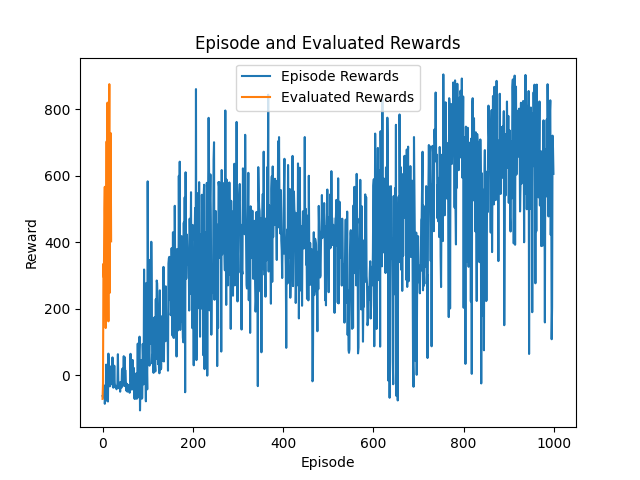 Episode and Evaluated Rewards
Episode Rewards
Evaluated Rewards
800
600
400
200
0
Reward
0 200 400 600 800 1000
Episode